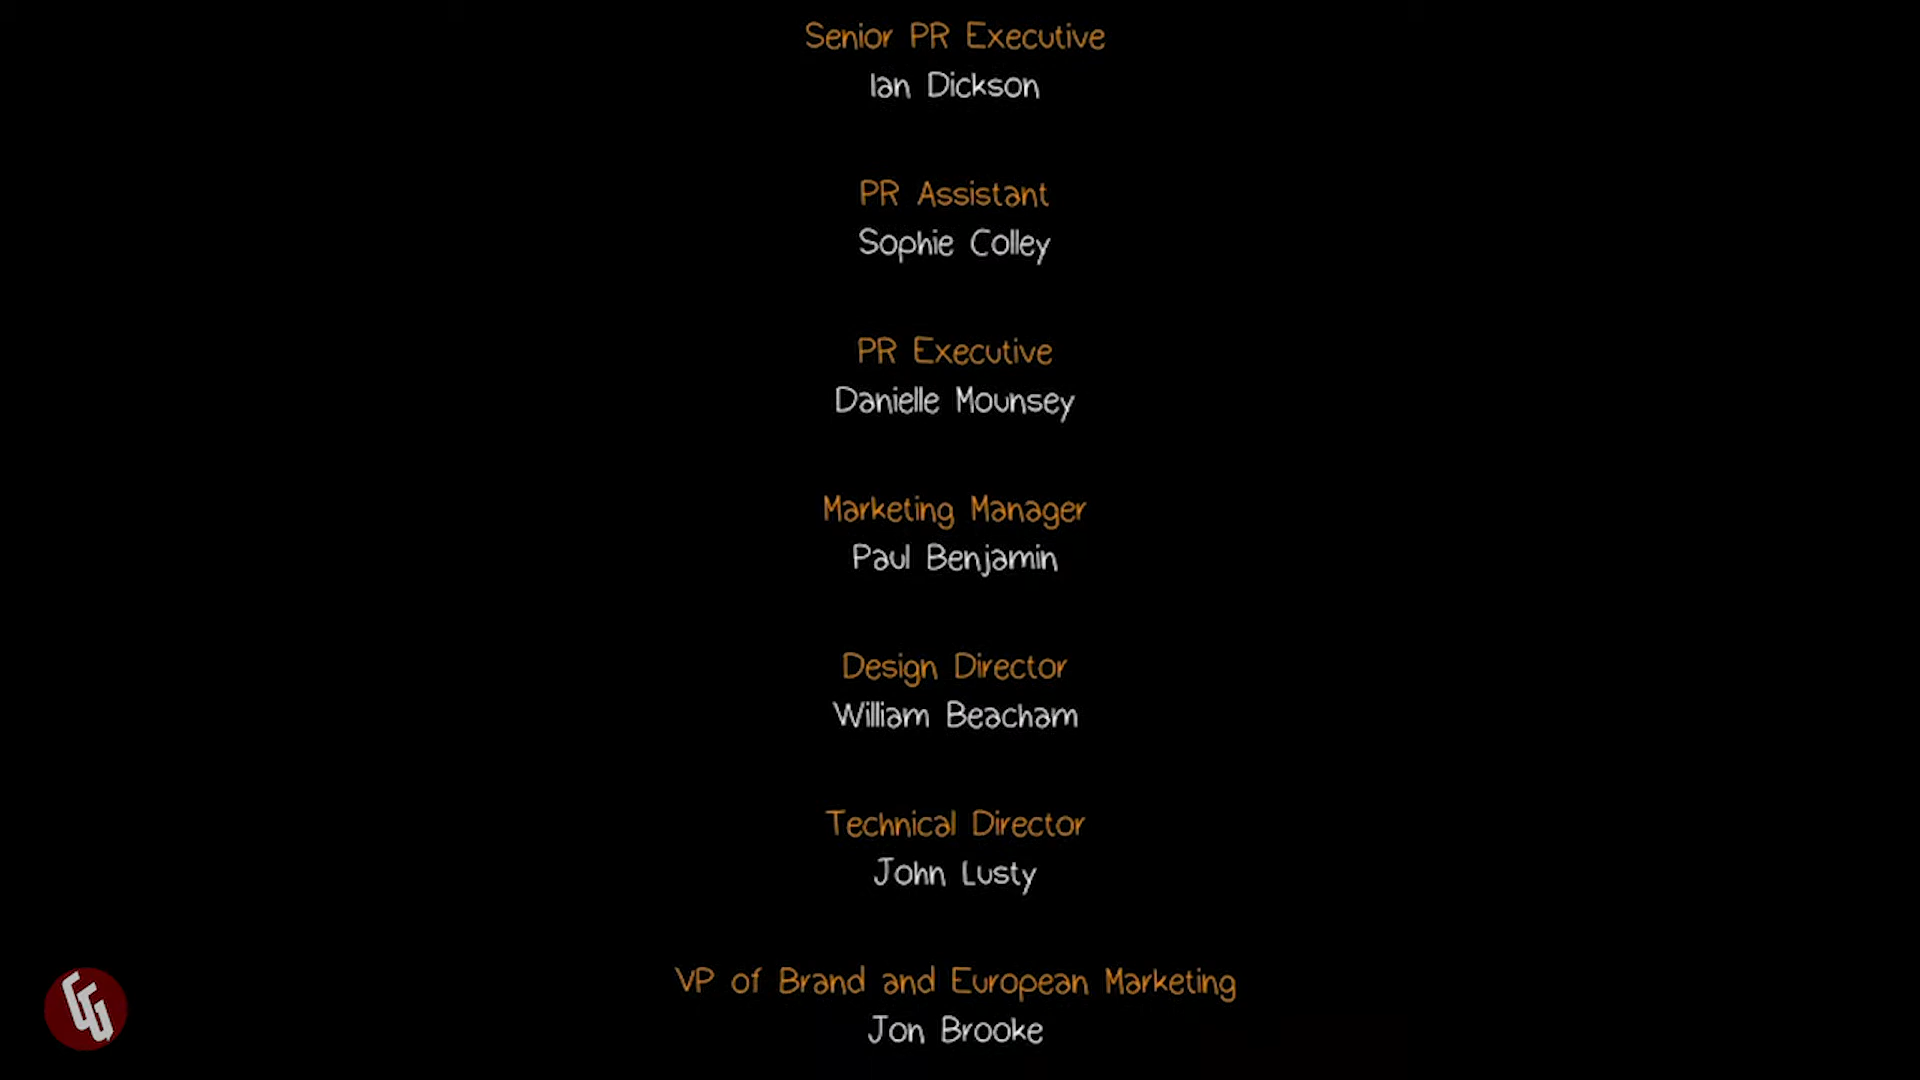 Senior PR Executive
Ian Dickson
PR Assistant
Sophie Colley
PR Executive
Danielle Mounsey
Marketing Manager
Paul Benjamin
Design Director
William Beacham
Technical Director
John Lusty
VP of Brand and European Marketing
Jon Brooke